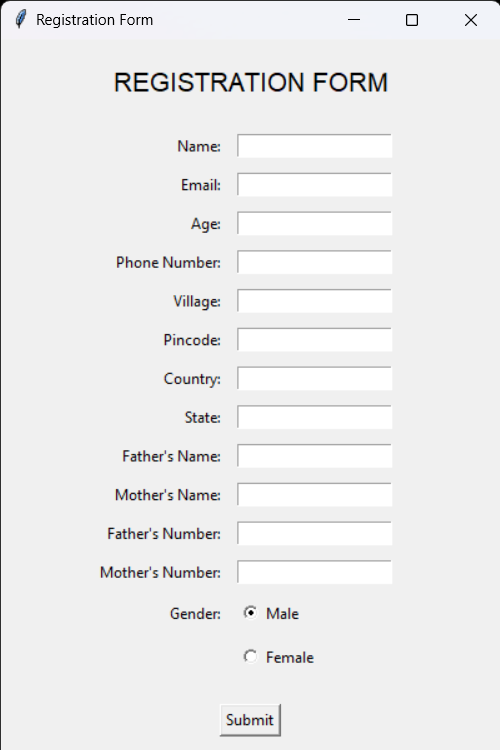 Registration Form
REGISTRATION FORM
Name:
Email:
Age:
Phone Number:
Village:
Pincode:
Country:
State:
Father's Name:
Mother's Name:
Father's Number:
Mother's Number:
Gender: Male
Female
Submit